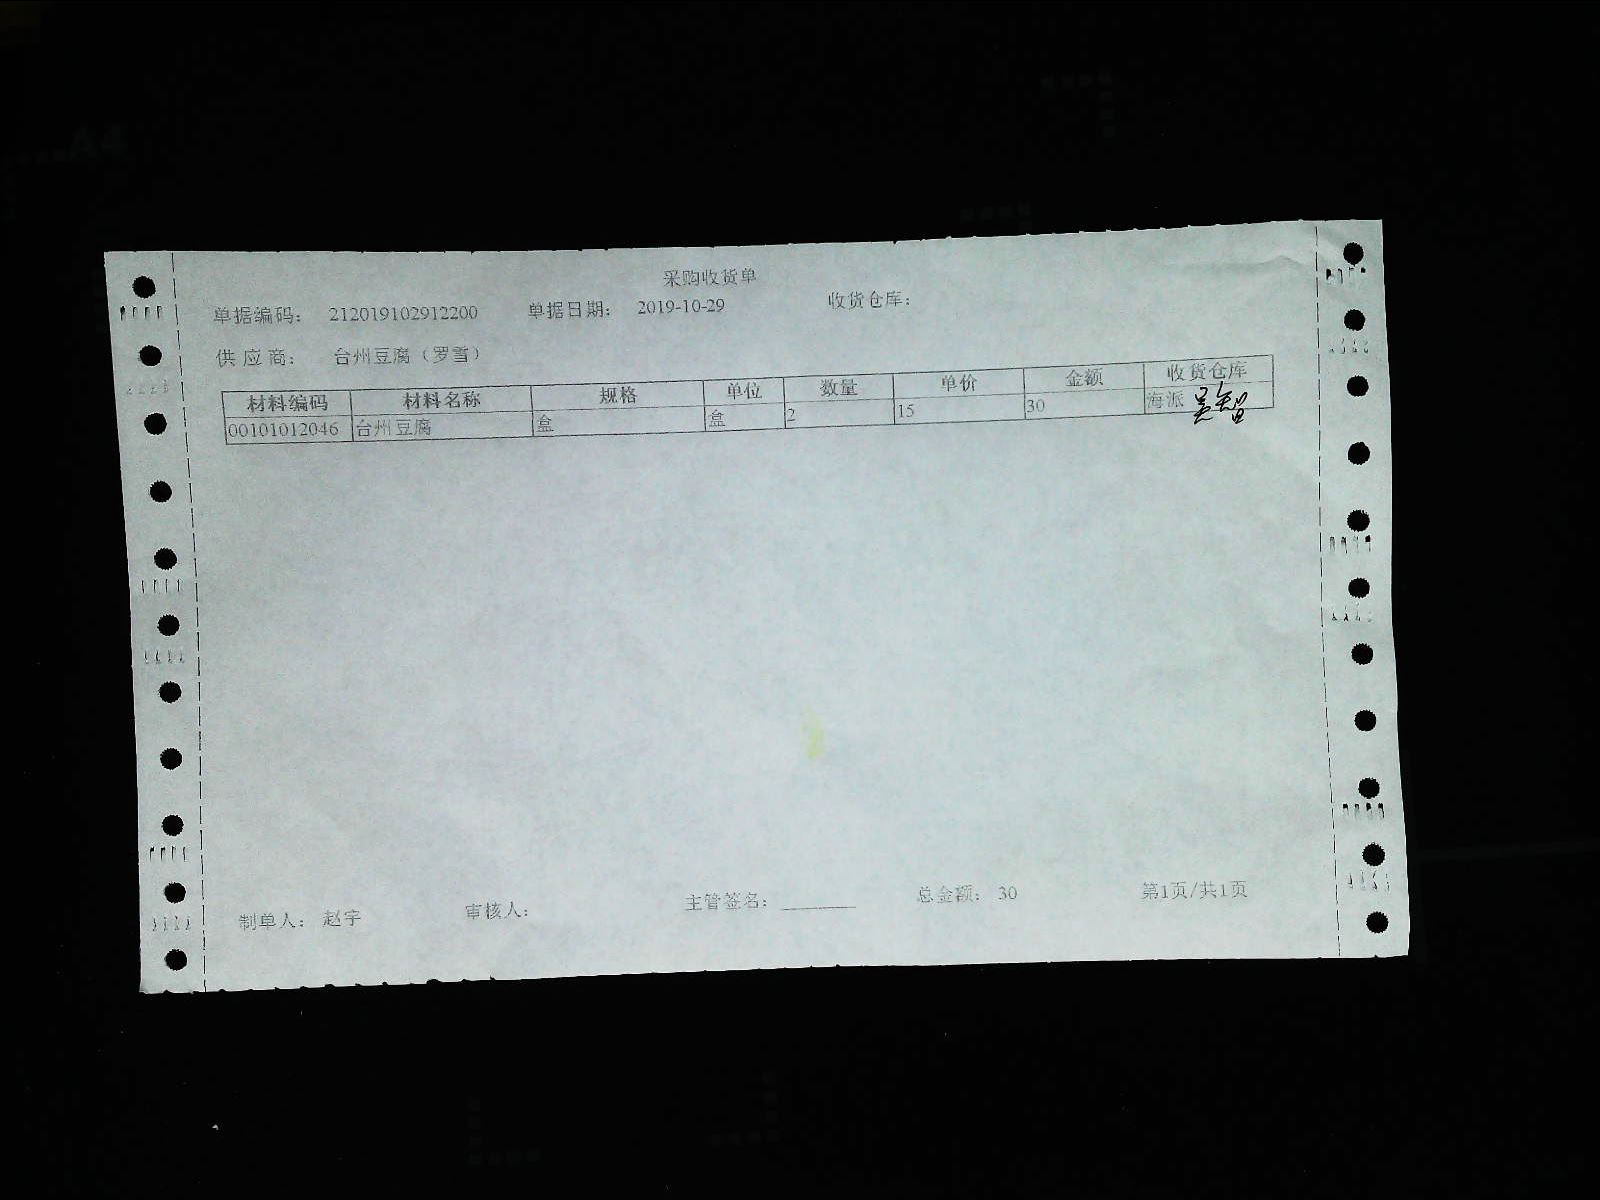 采购收货单
单据编码： 212019102912200 单据日期： 2019-10-29 收货仓库：
供 应 商： 台州豆腐（罗雪）
材料编码 材料名称 规格 单位 数量 单价 金额 收货仓库
00101012046 台州豆腐 盒 盒 2 15 30 海派
制单人： 赵宇 审核人： 主管签名： ________ 总金额： 30 第1页/共1页